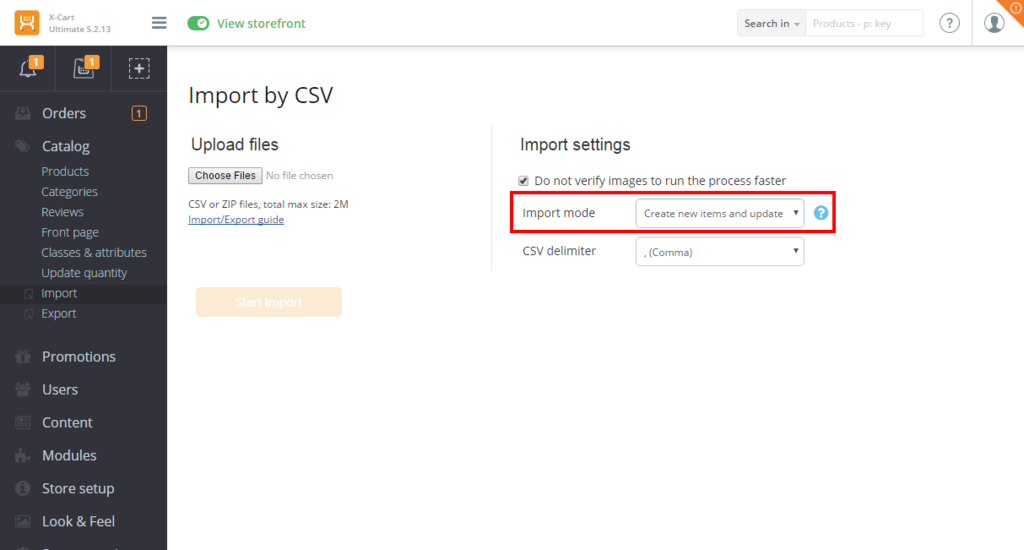 X-Cart
Ultimate 5.2.13
View storefront
Search in
Products - p: key
?
1
1
Orders
1
Catalog
Products
Categories
Reviews
Front page
Classes & attributes
Update quantity
Import
Export
Promotions
Users
Content
Modules
Store setup
Look & Feel
Import by CSV
Upload files
Choose Files No file chosen
CSV or ZIP files, total max size: 2M
Import/Export guide
Start Import
Import settings
Do not verify images to run the process faster
Import mode
Create new items and update
?
CSV delimiter
, (Comma)